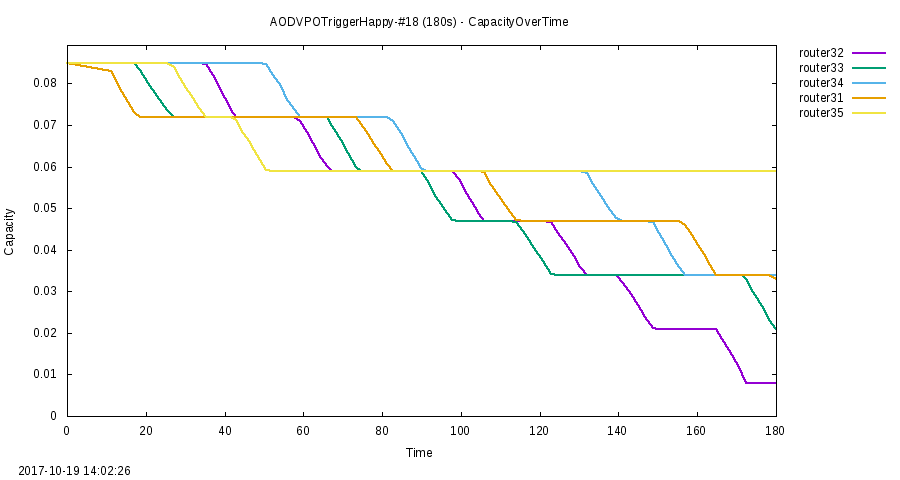 AODVPOTriggerHappy-#18 (180s) - CapacityOverTime
router32
router33
router34
router31
router35
0.08
0.07
0.06
0.05
0.04
0.03
0.02
0.01
0
Capacity
0 20 40 60 80 100 120 140 160 180
Time
2017-10-19 14:02:26